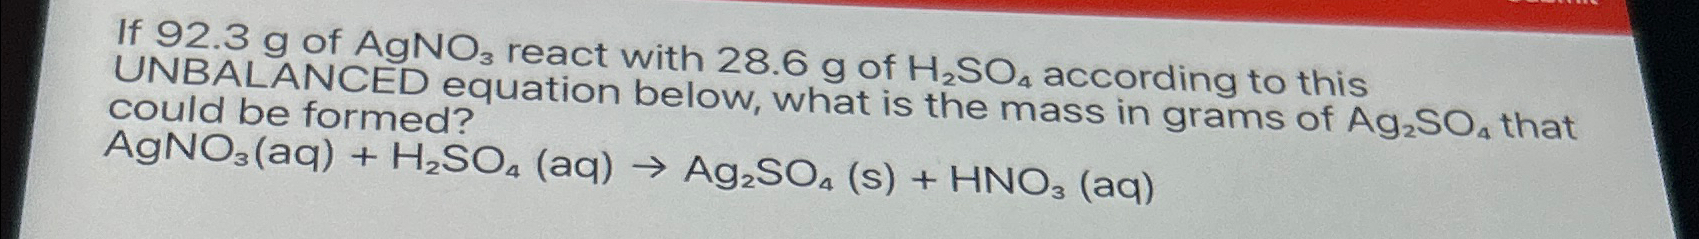 If 92.3 g of AgNO₃ react with 28.6 g of H₂SO₄ according to this
UNBALANCED equation below, what is the mass in grams of Ag₂SO₄ that
could be formed?
AgNO₃(aq) + H₂SO₄ (aq) → Ag₂SO₄ (s) + HNO₃ (aq)